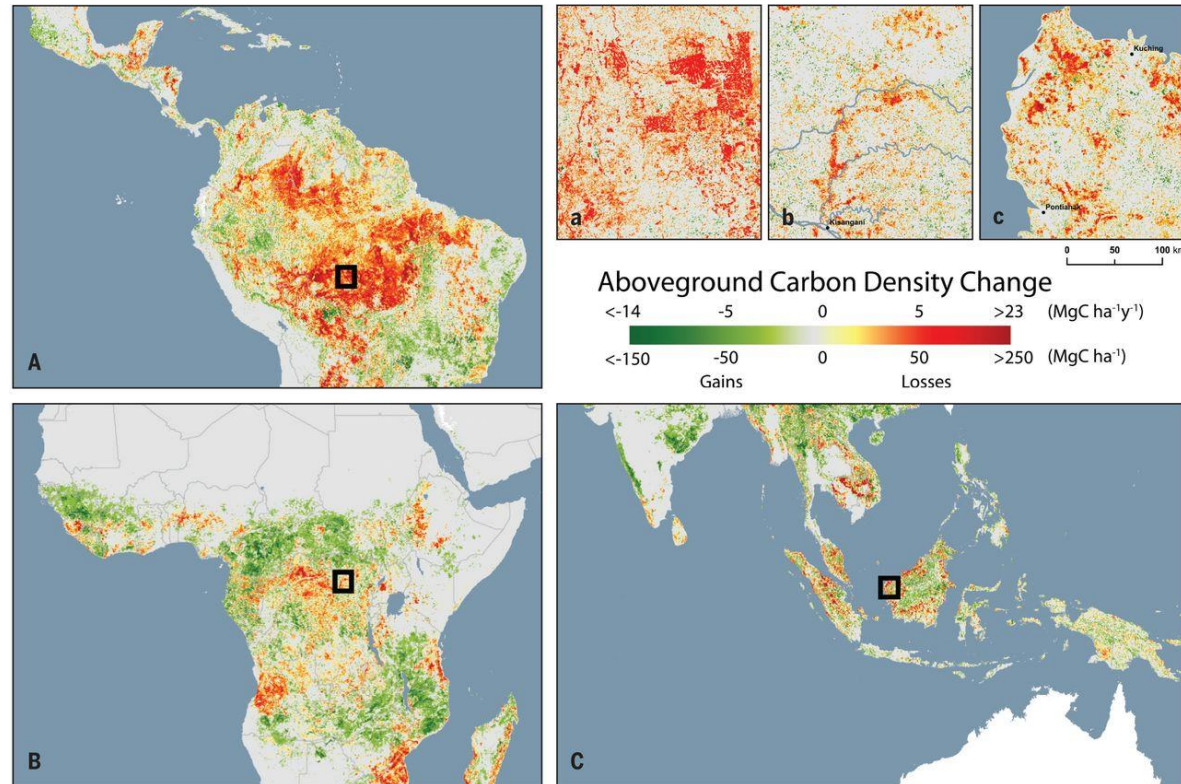 A
a
b
Kisangani
c
Kuching
Pontianak
0 50 100 km
Aboveground Carbon Density Change
<-14 -5 0 5 >23 (MgC ha⁻¹y⁻¹)
<-150 -50 0 50 >250 (MgC ha⁻¹)
Gains Losses
B
C